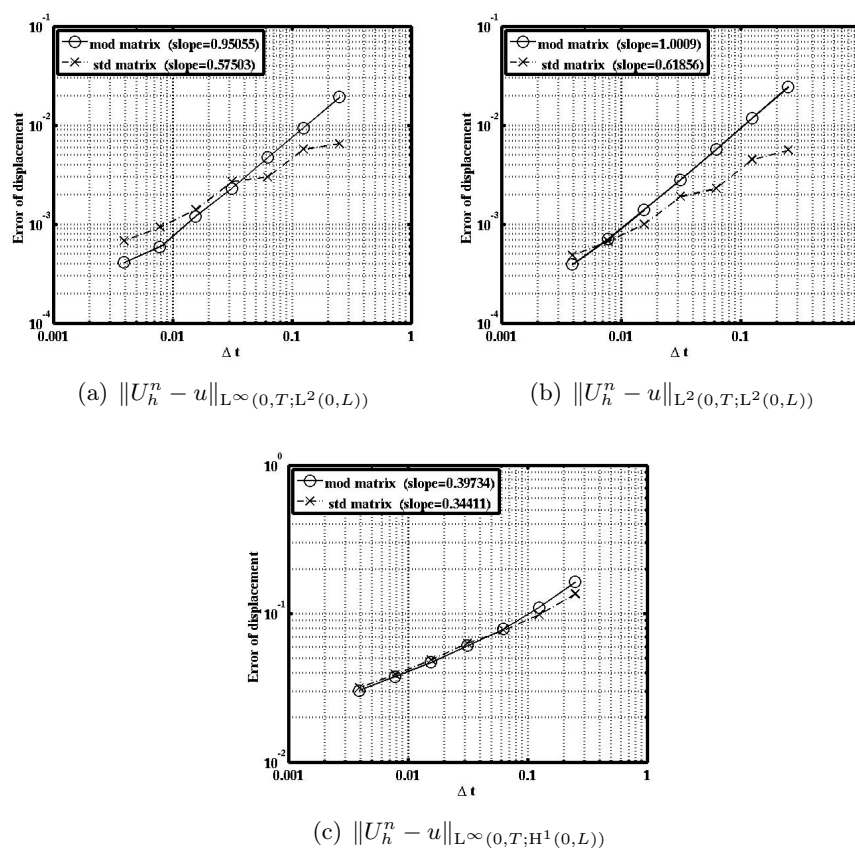 10^-1
mod matrix (slope=0.95055)
std matrix (slope=0.57503)
10^-2
10^-3
10^-4
Error of displacement
0.001 0.01 0.1 1
Δ t
(a) ‖U_h^n − u‖_{L^∞(0,T;L^2(0,L))}
10^-1
mod matrix (slope=1.0009)
std matrix (slope=0.61856)
10^-2
10^-3
10^-4
Error of displacement
0.001 0.01 0.1
Δ t
(b) ‖U_h^n − u‖_{L^2(0,T;L^2(0,L))}
10^0
mod matrix (slope=0.39734)
std matrix (slope=0.34411)
10^-1
10^-2
Error of displacement
0.001 0.01 0.1 1
Δ t
(c) ‖U_h^n − u‖_{L^∞(0,T;H^1(0,L))}